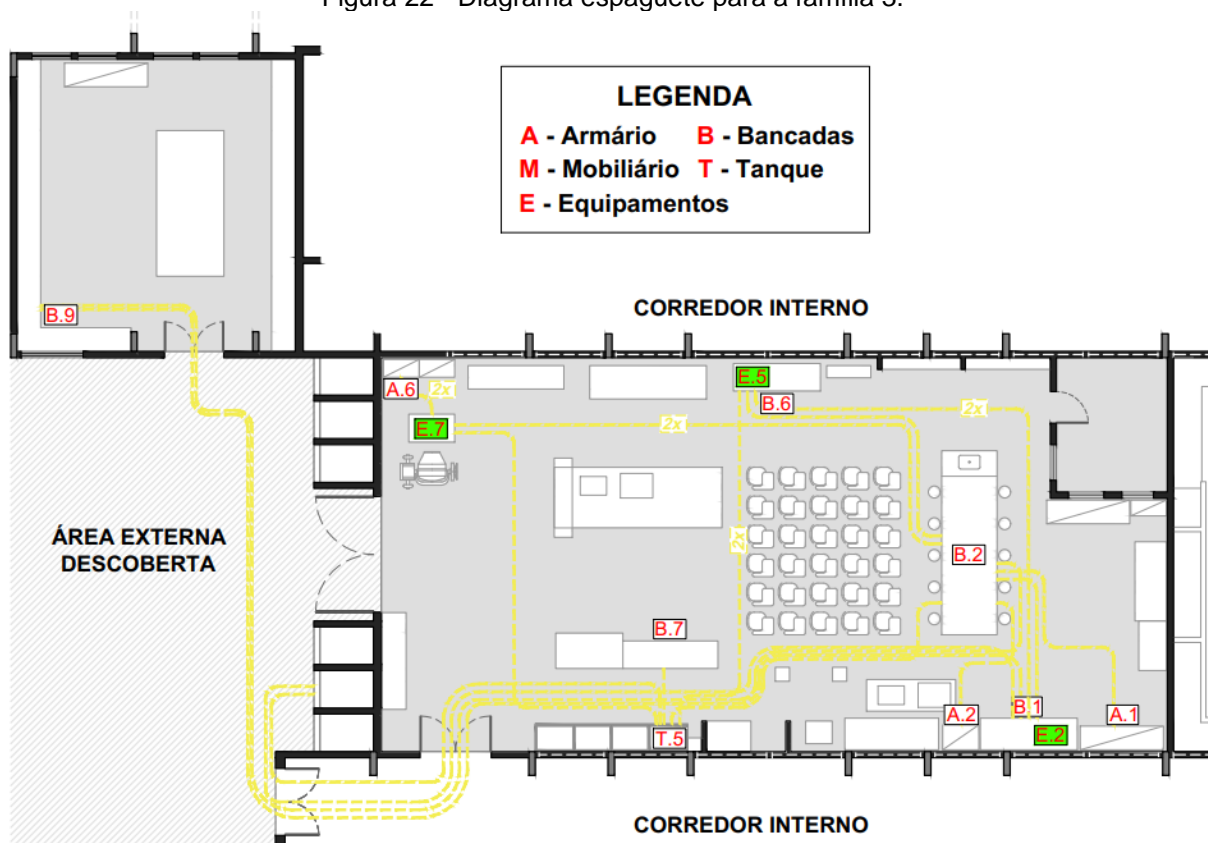 Figura 22 - Diagrama espaguete para a família 3.
LEGENDA
A - Armário B - Bancadas
M - Mobiliário T - Tanque
E - Equipamentos
CORREDOR INTERNO
B.9
A.6
2x
E.5
B.6
2x
E.7
2x
ÁREA EXTERNA
DESCOBERTA
2x
B.2
B.7
T.5
A.2
B.1
A.1
E.2
CORREDOR INTERNO